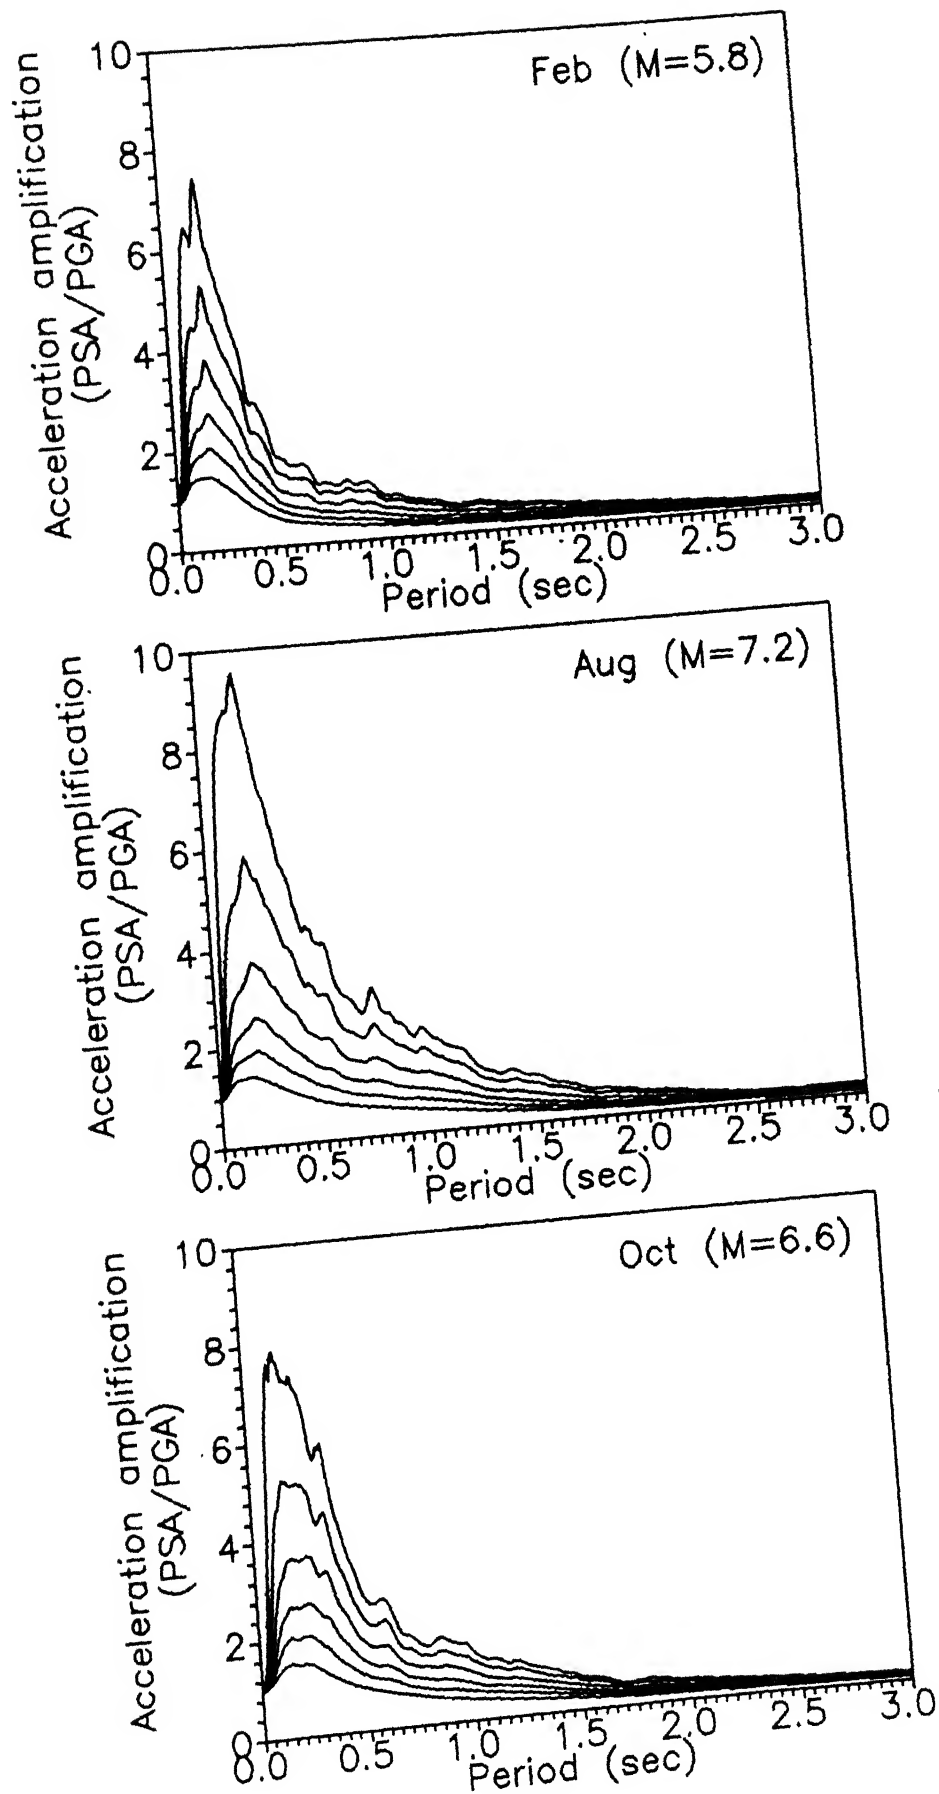 Feb (M=5.8)
Acceleration amplification
(PSA/PGA)
10
8
6
4
2
0
0.0 0.5 1.0 1.5 2.0 2.5 3.0
Period (sec)
Aug (M=7.2)
Acceleration amplification
(PSA/PGA)
10
8
6
4
2
0
0.0 0.5 1.0 1.5 2.0 2.5 3.0
Period (sec)
Oct (M=6.6)
Acceleration amplification
(PSA/PGA)
10
8
6
4
2
0
0.0 0.5 1.0 1.5 2.0 2.5 3.0
Period (sec)